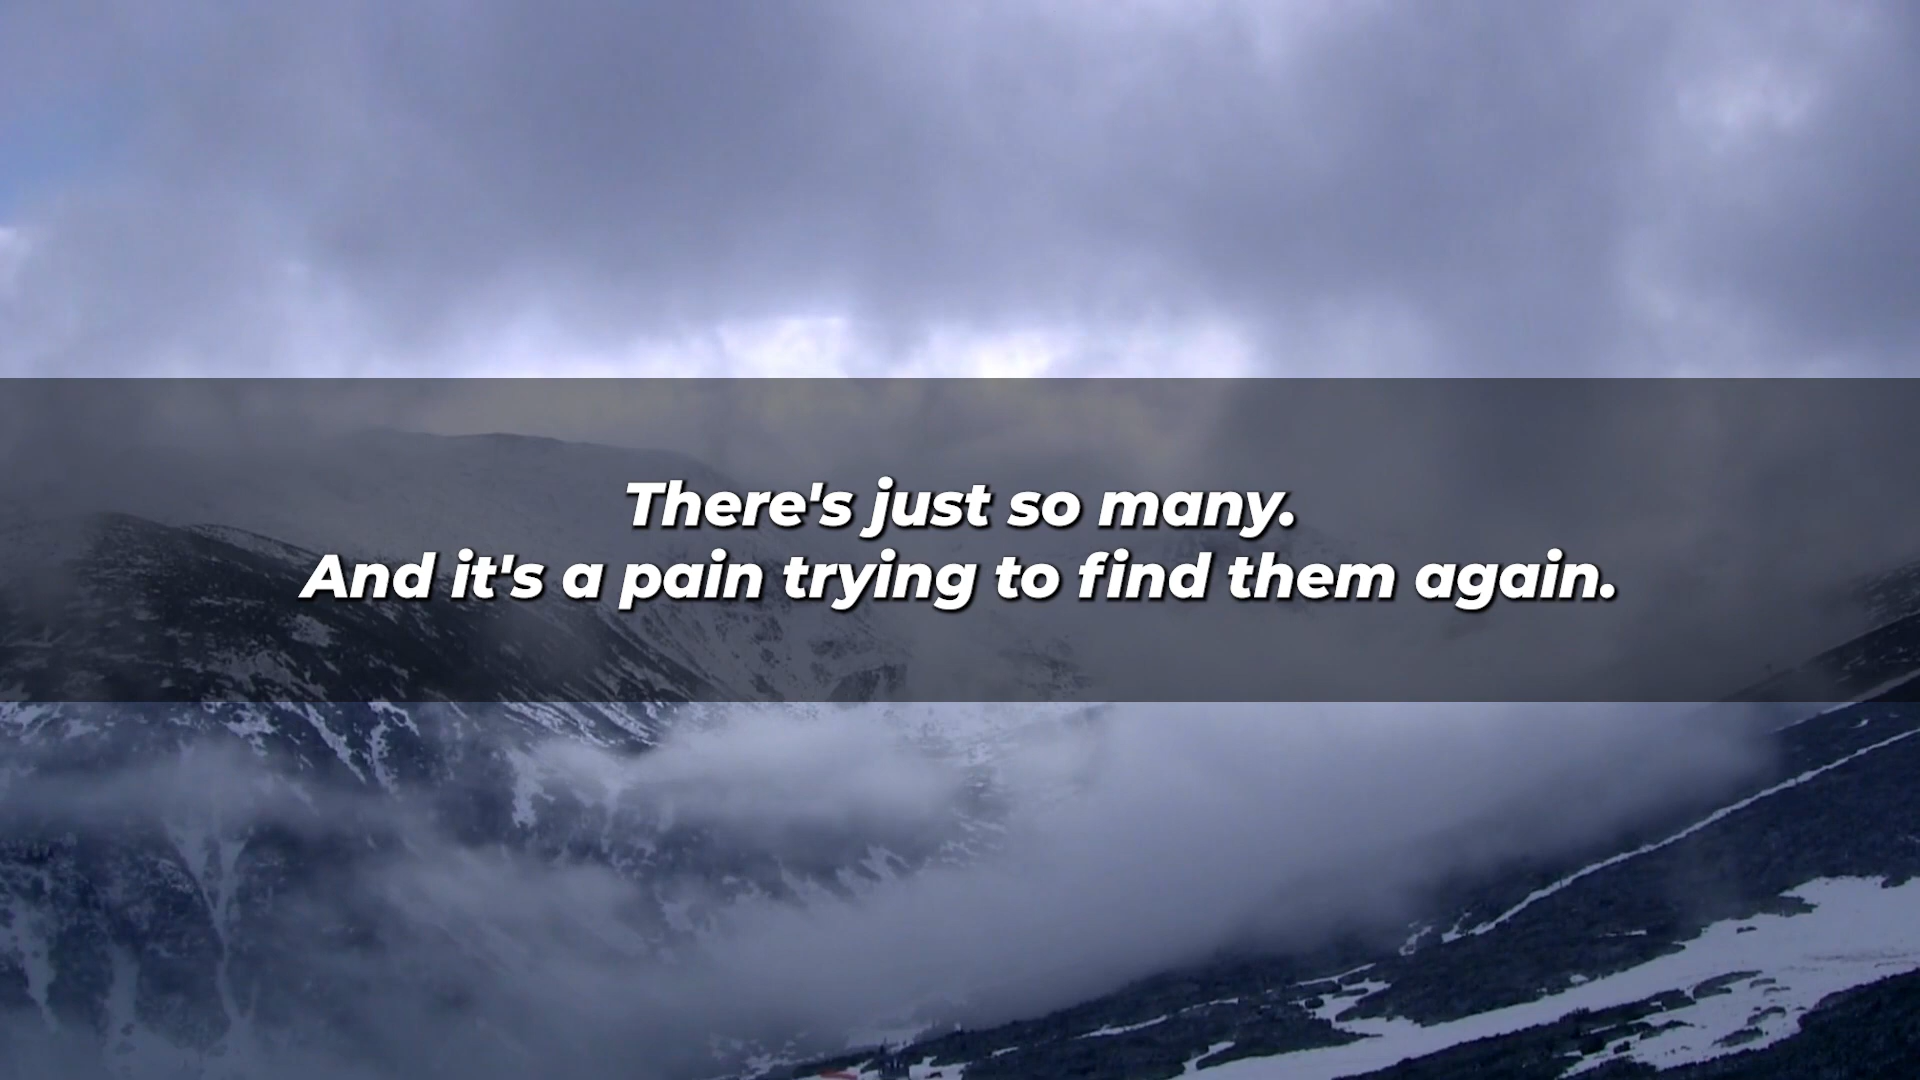 There's just so many.
And it's a pain trying to find them again.